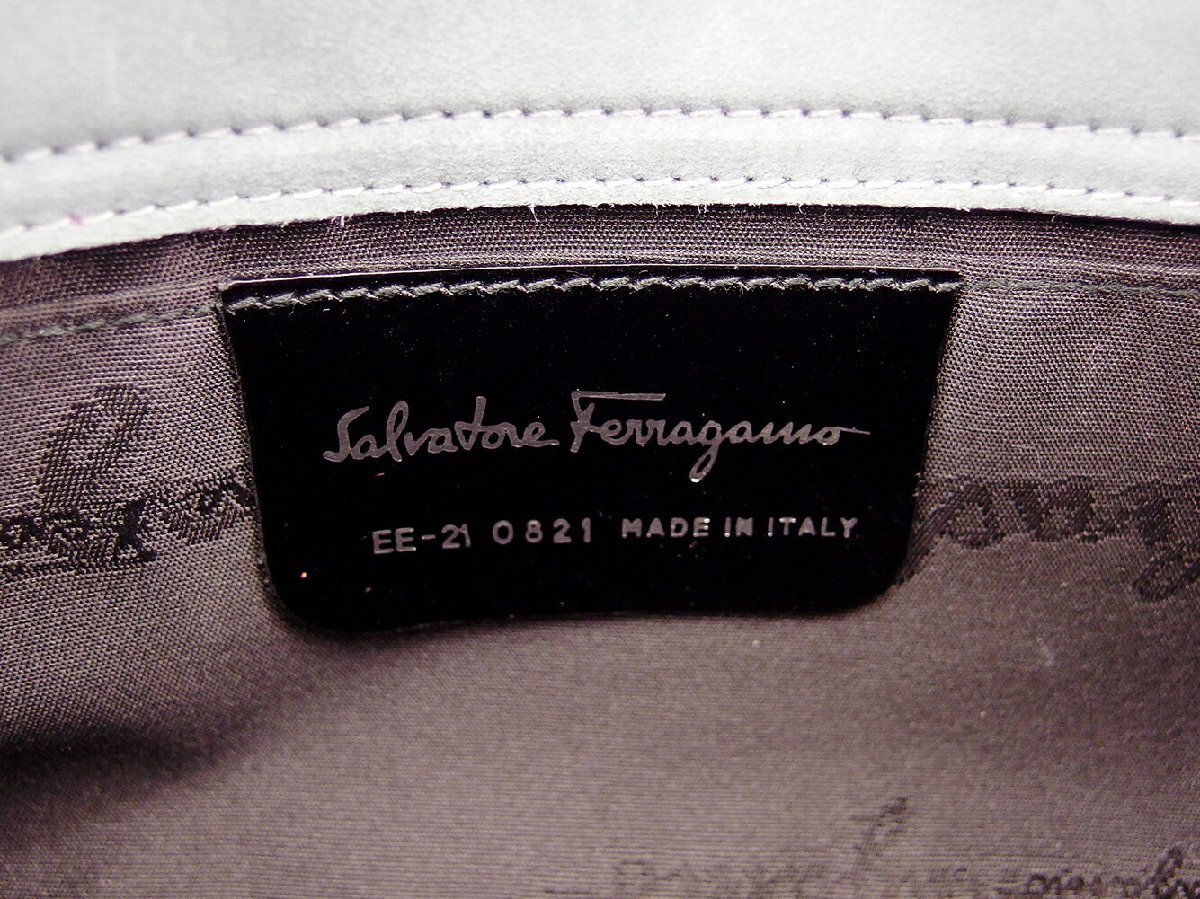 Salvatore Ferragamo
EE-21 0821 MADE IN ITALY